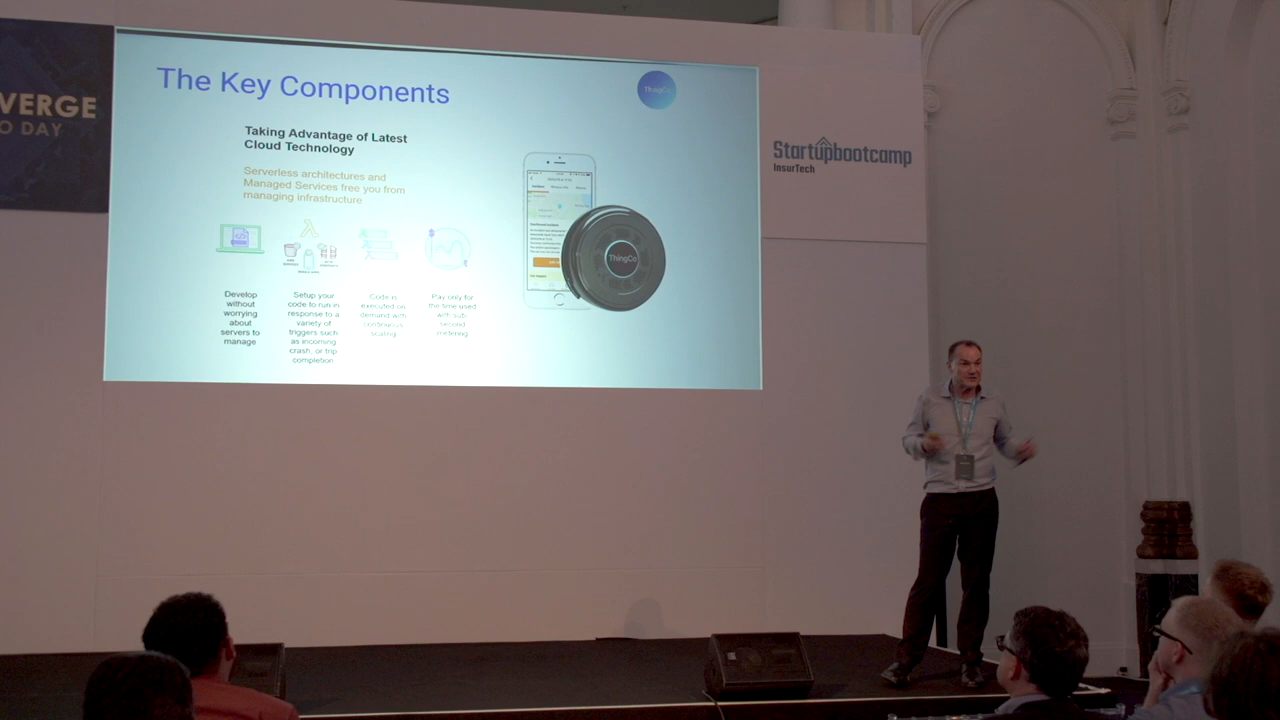 VERGE
O DAY
The Key Components
ThingCo
Taking Advantage of Latest
Cloud Technology
Serverless architectures and
Managed Services free you from
managing infrastructure
Develop
without
worrying
about
servers to
manage
Setup your
code to run in
response to a
variety of
triggers such
as incoming
crash, or trip
completion
Code is
executed on
demand with
continuous
scaling
Pay only for
the time used
with sub-
second
metering
ThingCo
Startupbootcamp
InsurTech